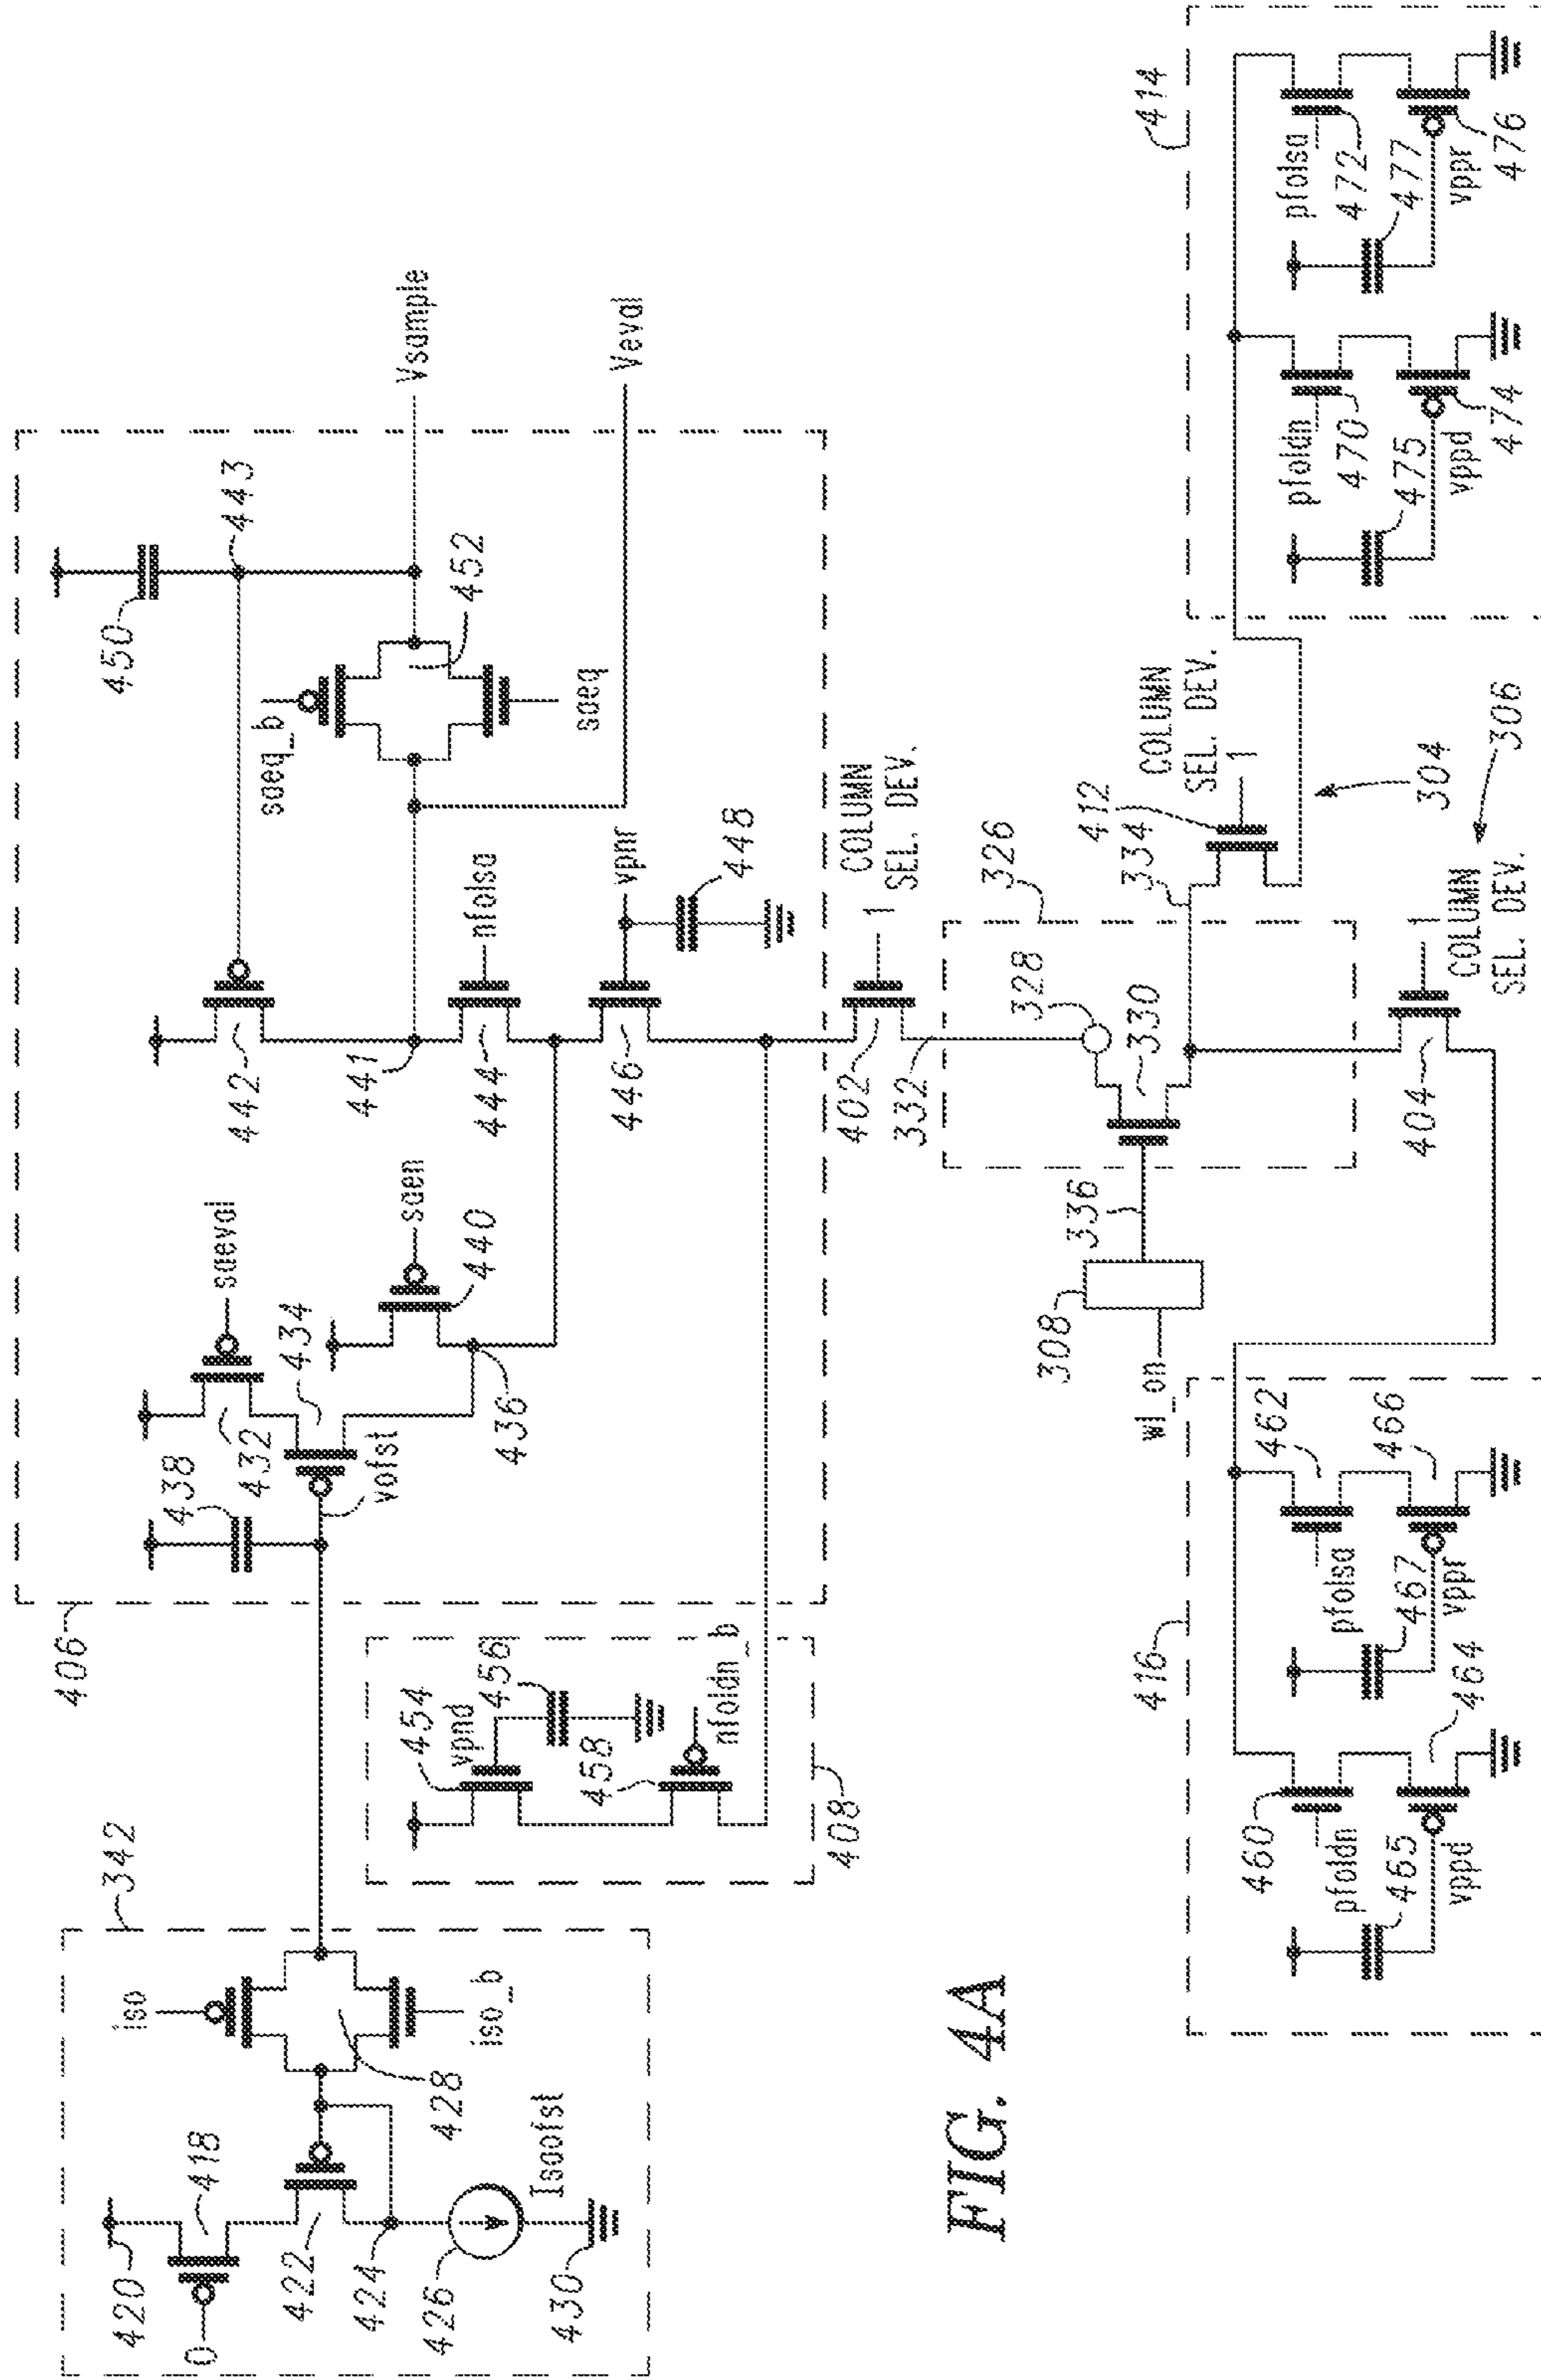 342
420
0
418
422
424
426
Isaofst
430
iso
iso_b
428
406
438
432
434
saeval
vofst
436
saen
440
442
441
444
nfolsa
446
vpnr
448
450
443
saeq_b
saeq
452
Vsample
Veval
454
vpnd
456
458
nfoldn_b
408
402
1
COLUMN
SEL. DEV.
332
326
328
330
336
308
wl_on
334
412
1
COLUMN
SEL. DEV.
304
404
1
COLUMN
SEL. DEV.
306
416
460
pfoldn
465
vppd
464
462
pfolsa
467
vppr
466
414
pfoldn
470
475
vppd
474
pfolsa
472
477
vppr
476
FIG. 4A